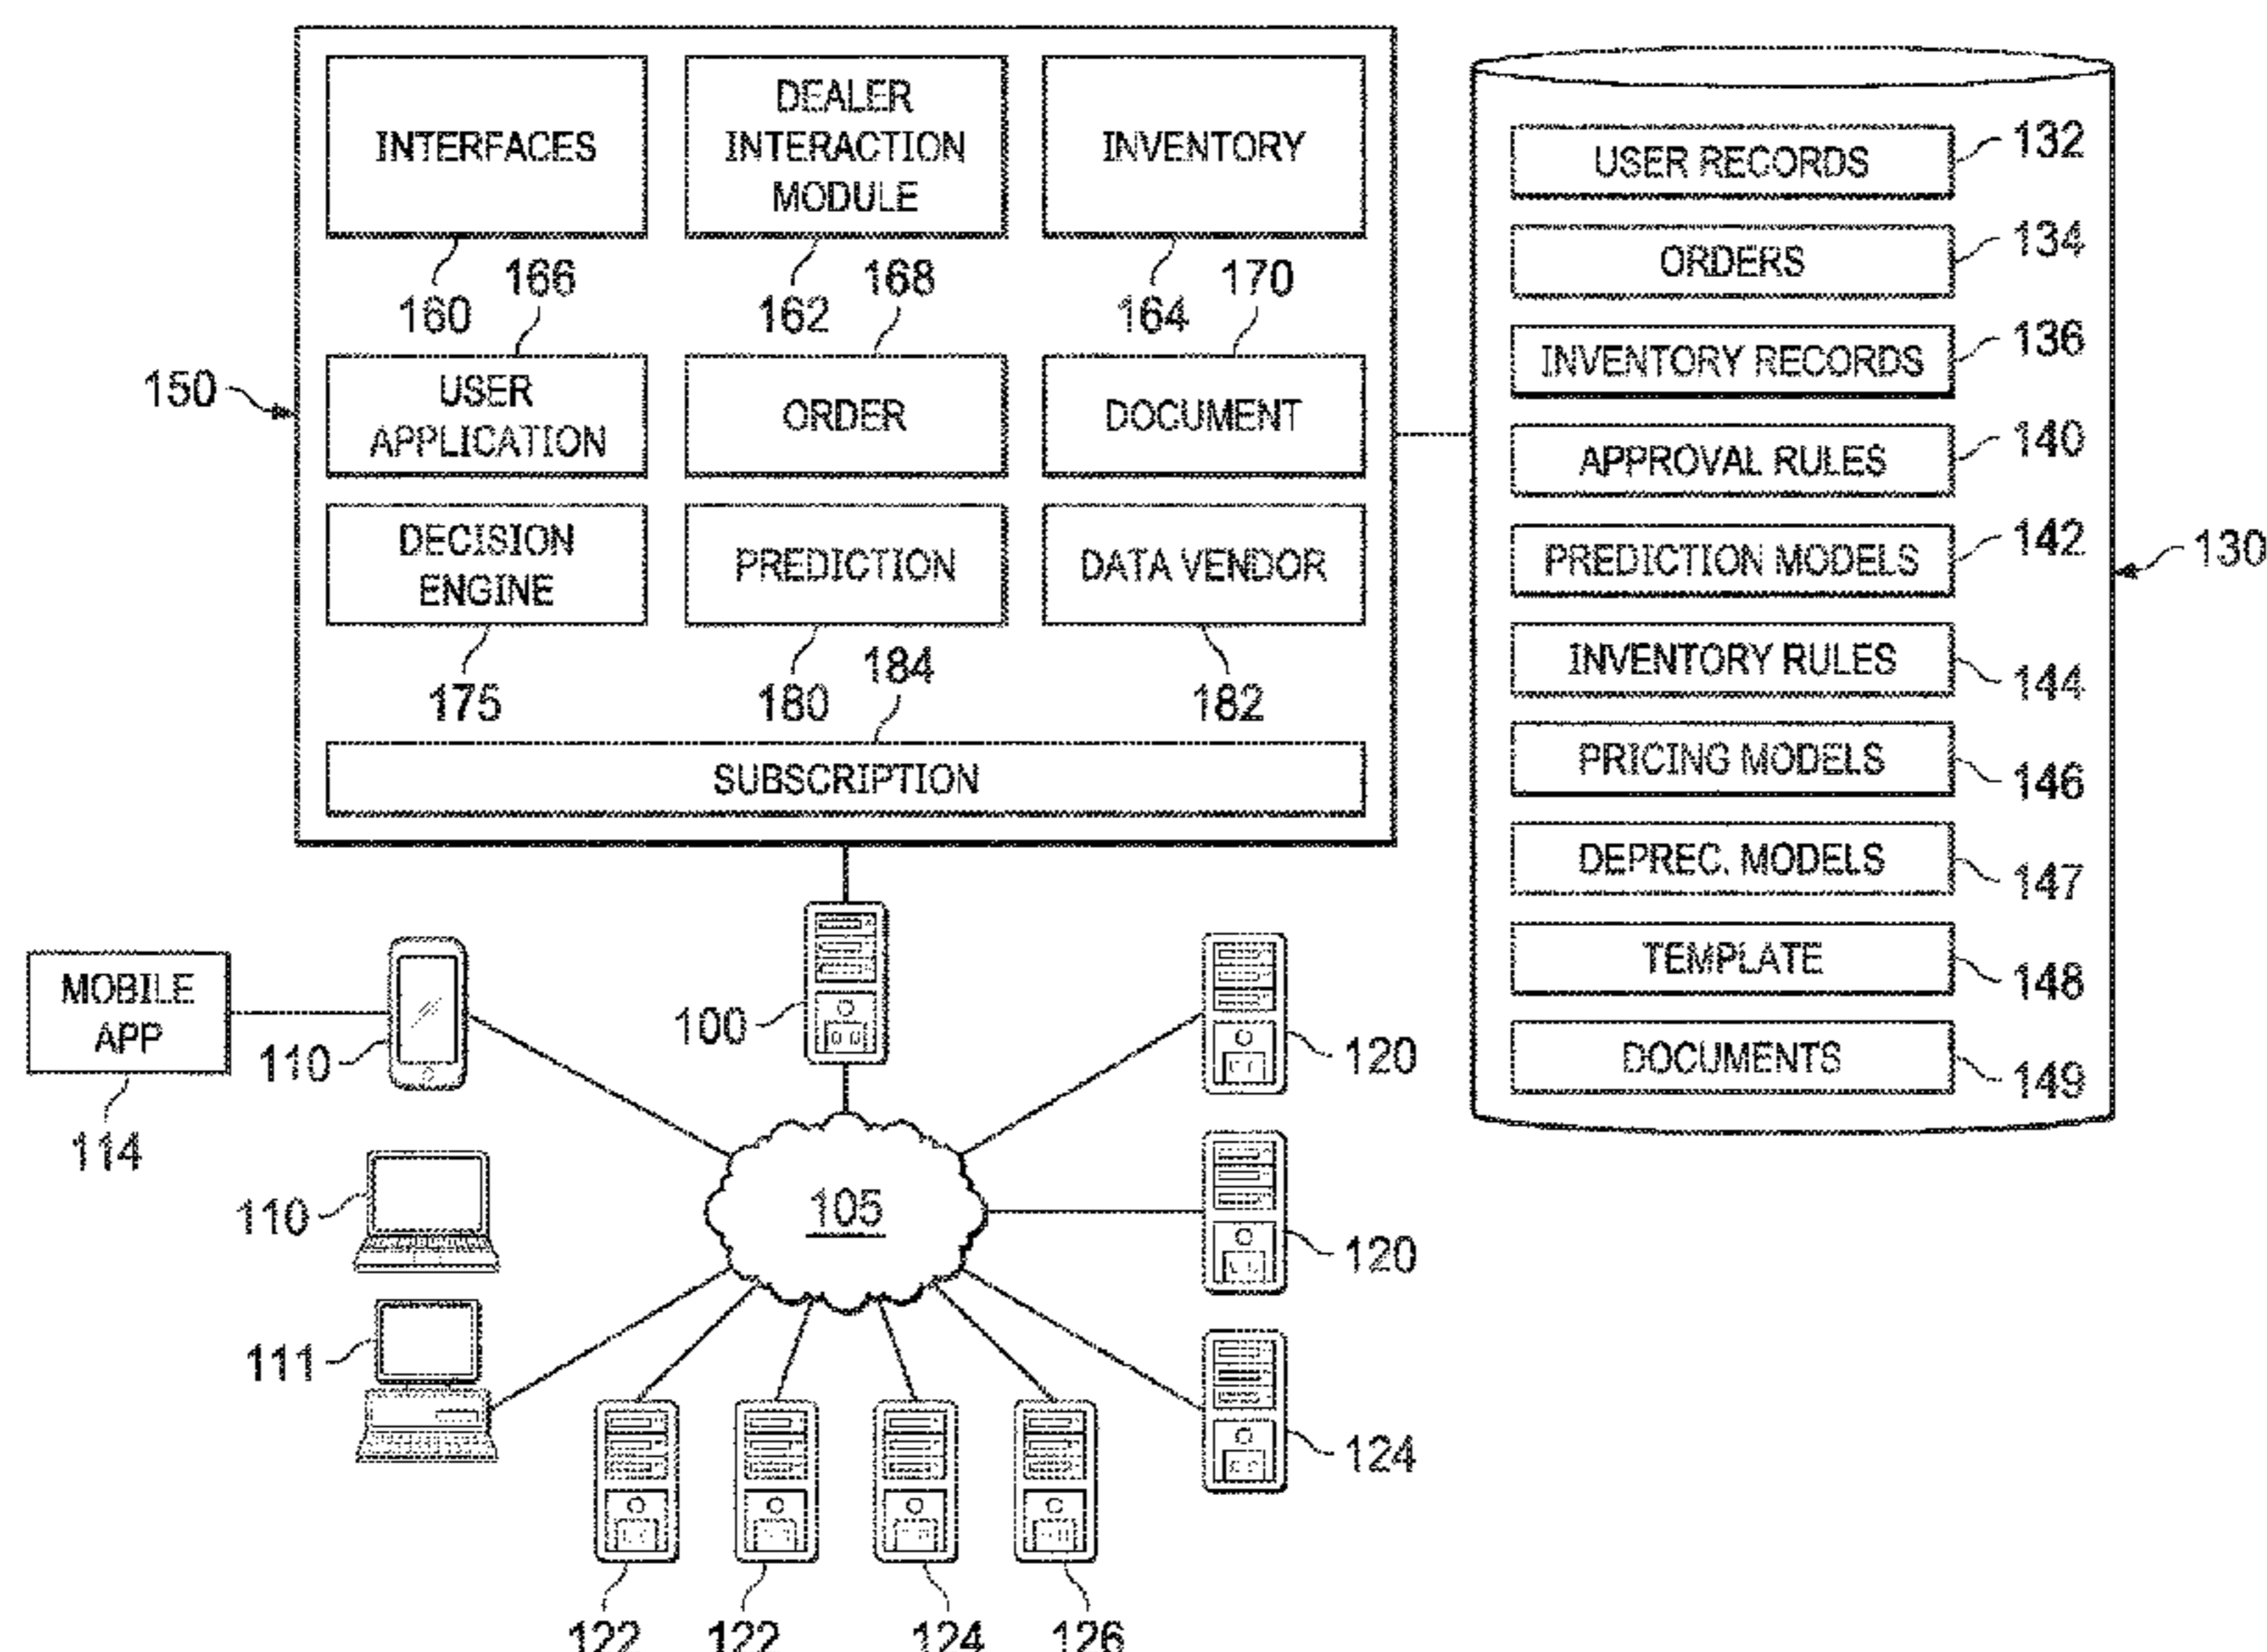 INTERFACES
DEALER
INTERACTION
MODULE
INVENTORY
160
166
162
168
164
170
150
USER
APPLICATION
ORDER
DOCUMENT
DECISION
ENGINE
PREDICTION
DATA VENDOR
175
180
184
182
SUBSCRIPTION
USER RECORDS
132
ORDERS
134
INVENTORY RECORDS
136
APPROVAL RULES
140
PREDICTION MODELS
142
130
INVENTORY RULES
144
PRICING MODELS
146
DEPREC. MODELS
147
TEMPLATE
148
DOCUMENTS
149
MOBILE
APP
114
110
100
120
110
105
120
111
124
122
122
124
126